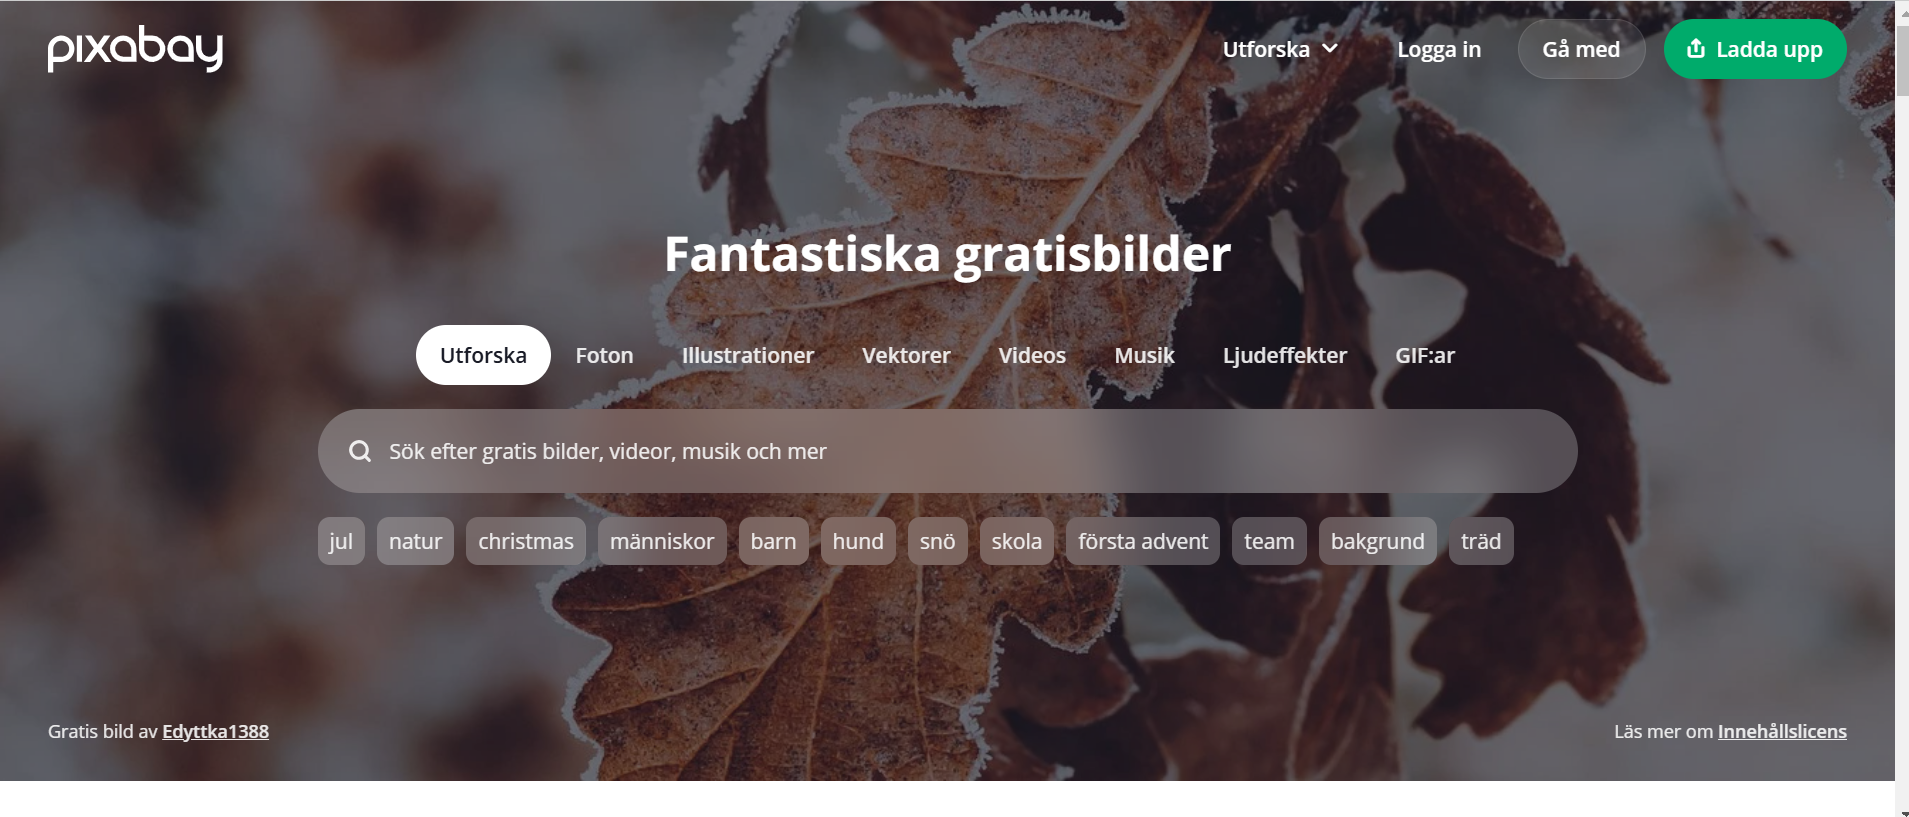 pixabay
Utforska
Logga in
Gå med
Ladda upp
Fantastiska gratisbilder
Utforska
Foton
Illustrationer
Vektorer
Videos
Musik
Ljudeffekter
GIF:ar
Sök efter gratis bilder, videor, musik och mer
jul
natur
christmas
människor
barn
hund
snö
skola
första advent
team
bakgrund
träd
Gratis bild av Edyttka1388
Läs mer om Innehållslicens